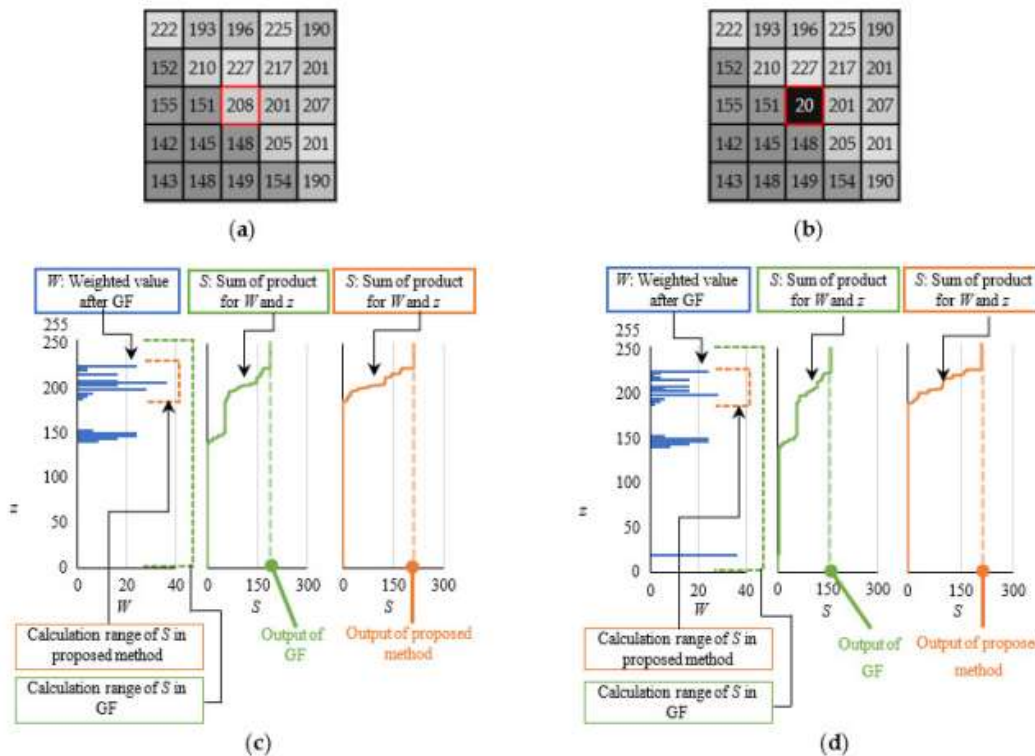 222 193 196 225 190
152 210 227 217 201
155 151 208 201 207
142 145 148 205 201
143 148 149 154 190
(a)
222 193 196 225 190
152 210 227 217 201
155 151 20 201 207
142 145 148 205 201
143 148 149 154 190
(b)
W: Weighted value
after GF
S: Sum of product
for W and z
S: Sum of product
for W and z
255
250
200
150
100
50
0
z
0 20 40
W
0 150 300
S
0 150 300
S
Calculation range of S in
proposed method
Calculation range of S in
GF
Output of
GF
Output of proposed
method
(c)
W: Weighted value
after GF
S: Sum of product
for W and z
S: Sum of product
for W and z
255
250
200
150
100
50
0
z
0 20 40
W
0 150 300
S
0 150 300
S
Calculation range of S in
proposed method
Calculation range of S in
GF
Output of
GF
Output of proposed
method
(d)